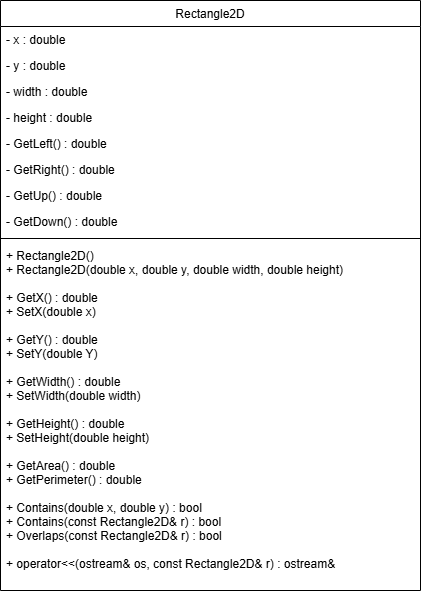 Rectangle2D
- x : double
- y : double
- width : double
- height : double
- GetLeft() : double
- GetRight() : double
- GetUp() : double
- GetDown() : double
+ Rectangle2D()
+ Rectangle2D(double x, double y, double width, double height)
+ GetX() : double
+ SetX(double x)
+ GetY() : double
+ SetY(double Y)
+ GetWidth() : double
+ SetWidth(double width)
+ GetHeight() : double
+ SetHeight(double height)
+ GetArea() : double
+ GetPerimeter() : double
+ Contains(double x, double y) : bool
+ Contains(const Rectangle2D& r) : bool
+ Overlaps(const Rectangle2D& r) : bool
+ operator<<(ostream& os, const Rectangle2D& r) : ostream&